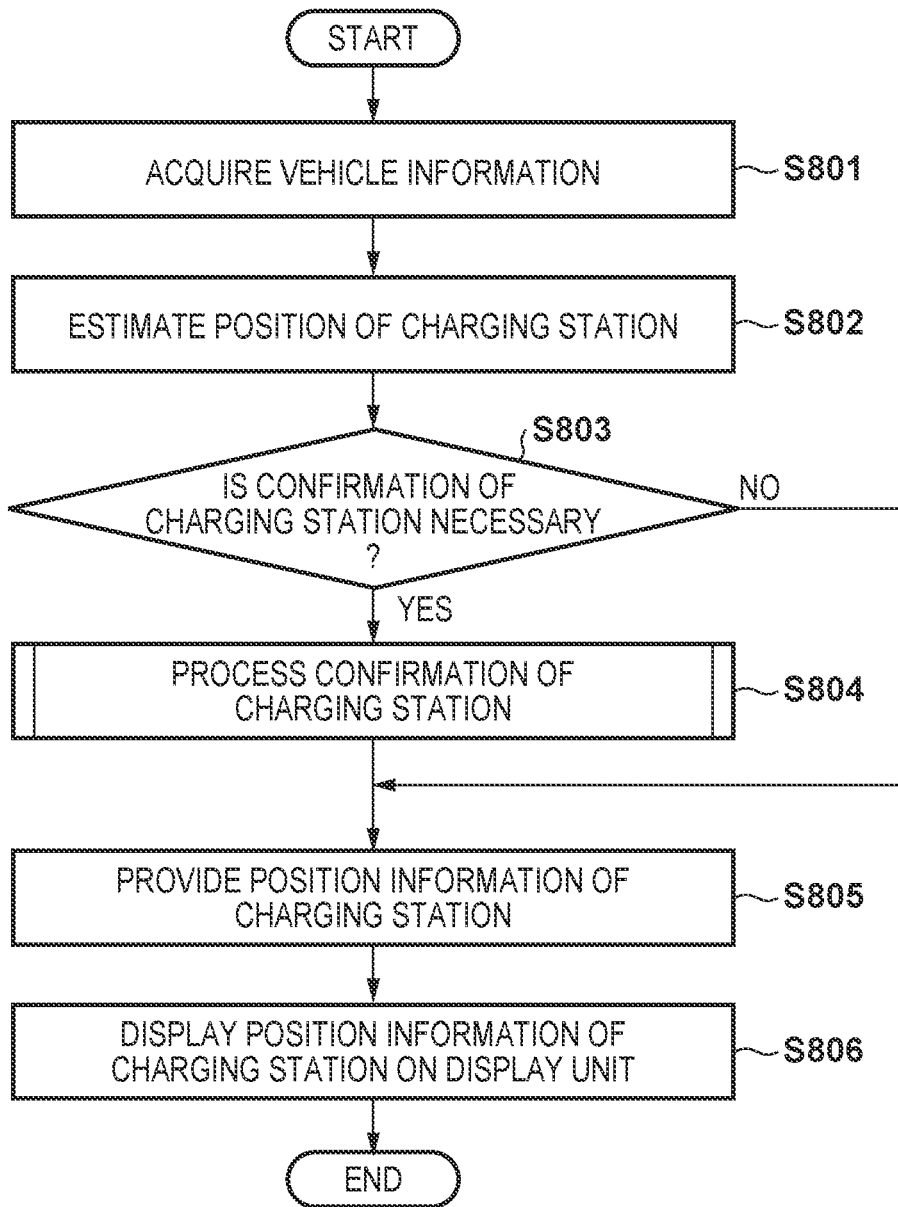 START
ACQUIRE VEHICLE INFORMATION
S801
ESTIMATE POSITION OF CHARGING STATION
S802
S803
IS CONFIRMATION OF
CHARGING STATION NECESSARY
?
NO
YES
PROCESS CONFIRMATION OF
CHARGING STATION
S804
PROVIDE POSITION INFORMATION OF
CHARGING STATION
S805
DISPLAY POSITION INFORMATION OF
CHARGING STATION ON DISPLAY UNIT
S806
END